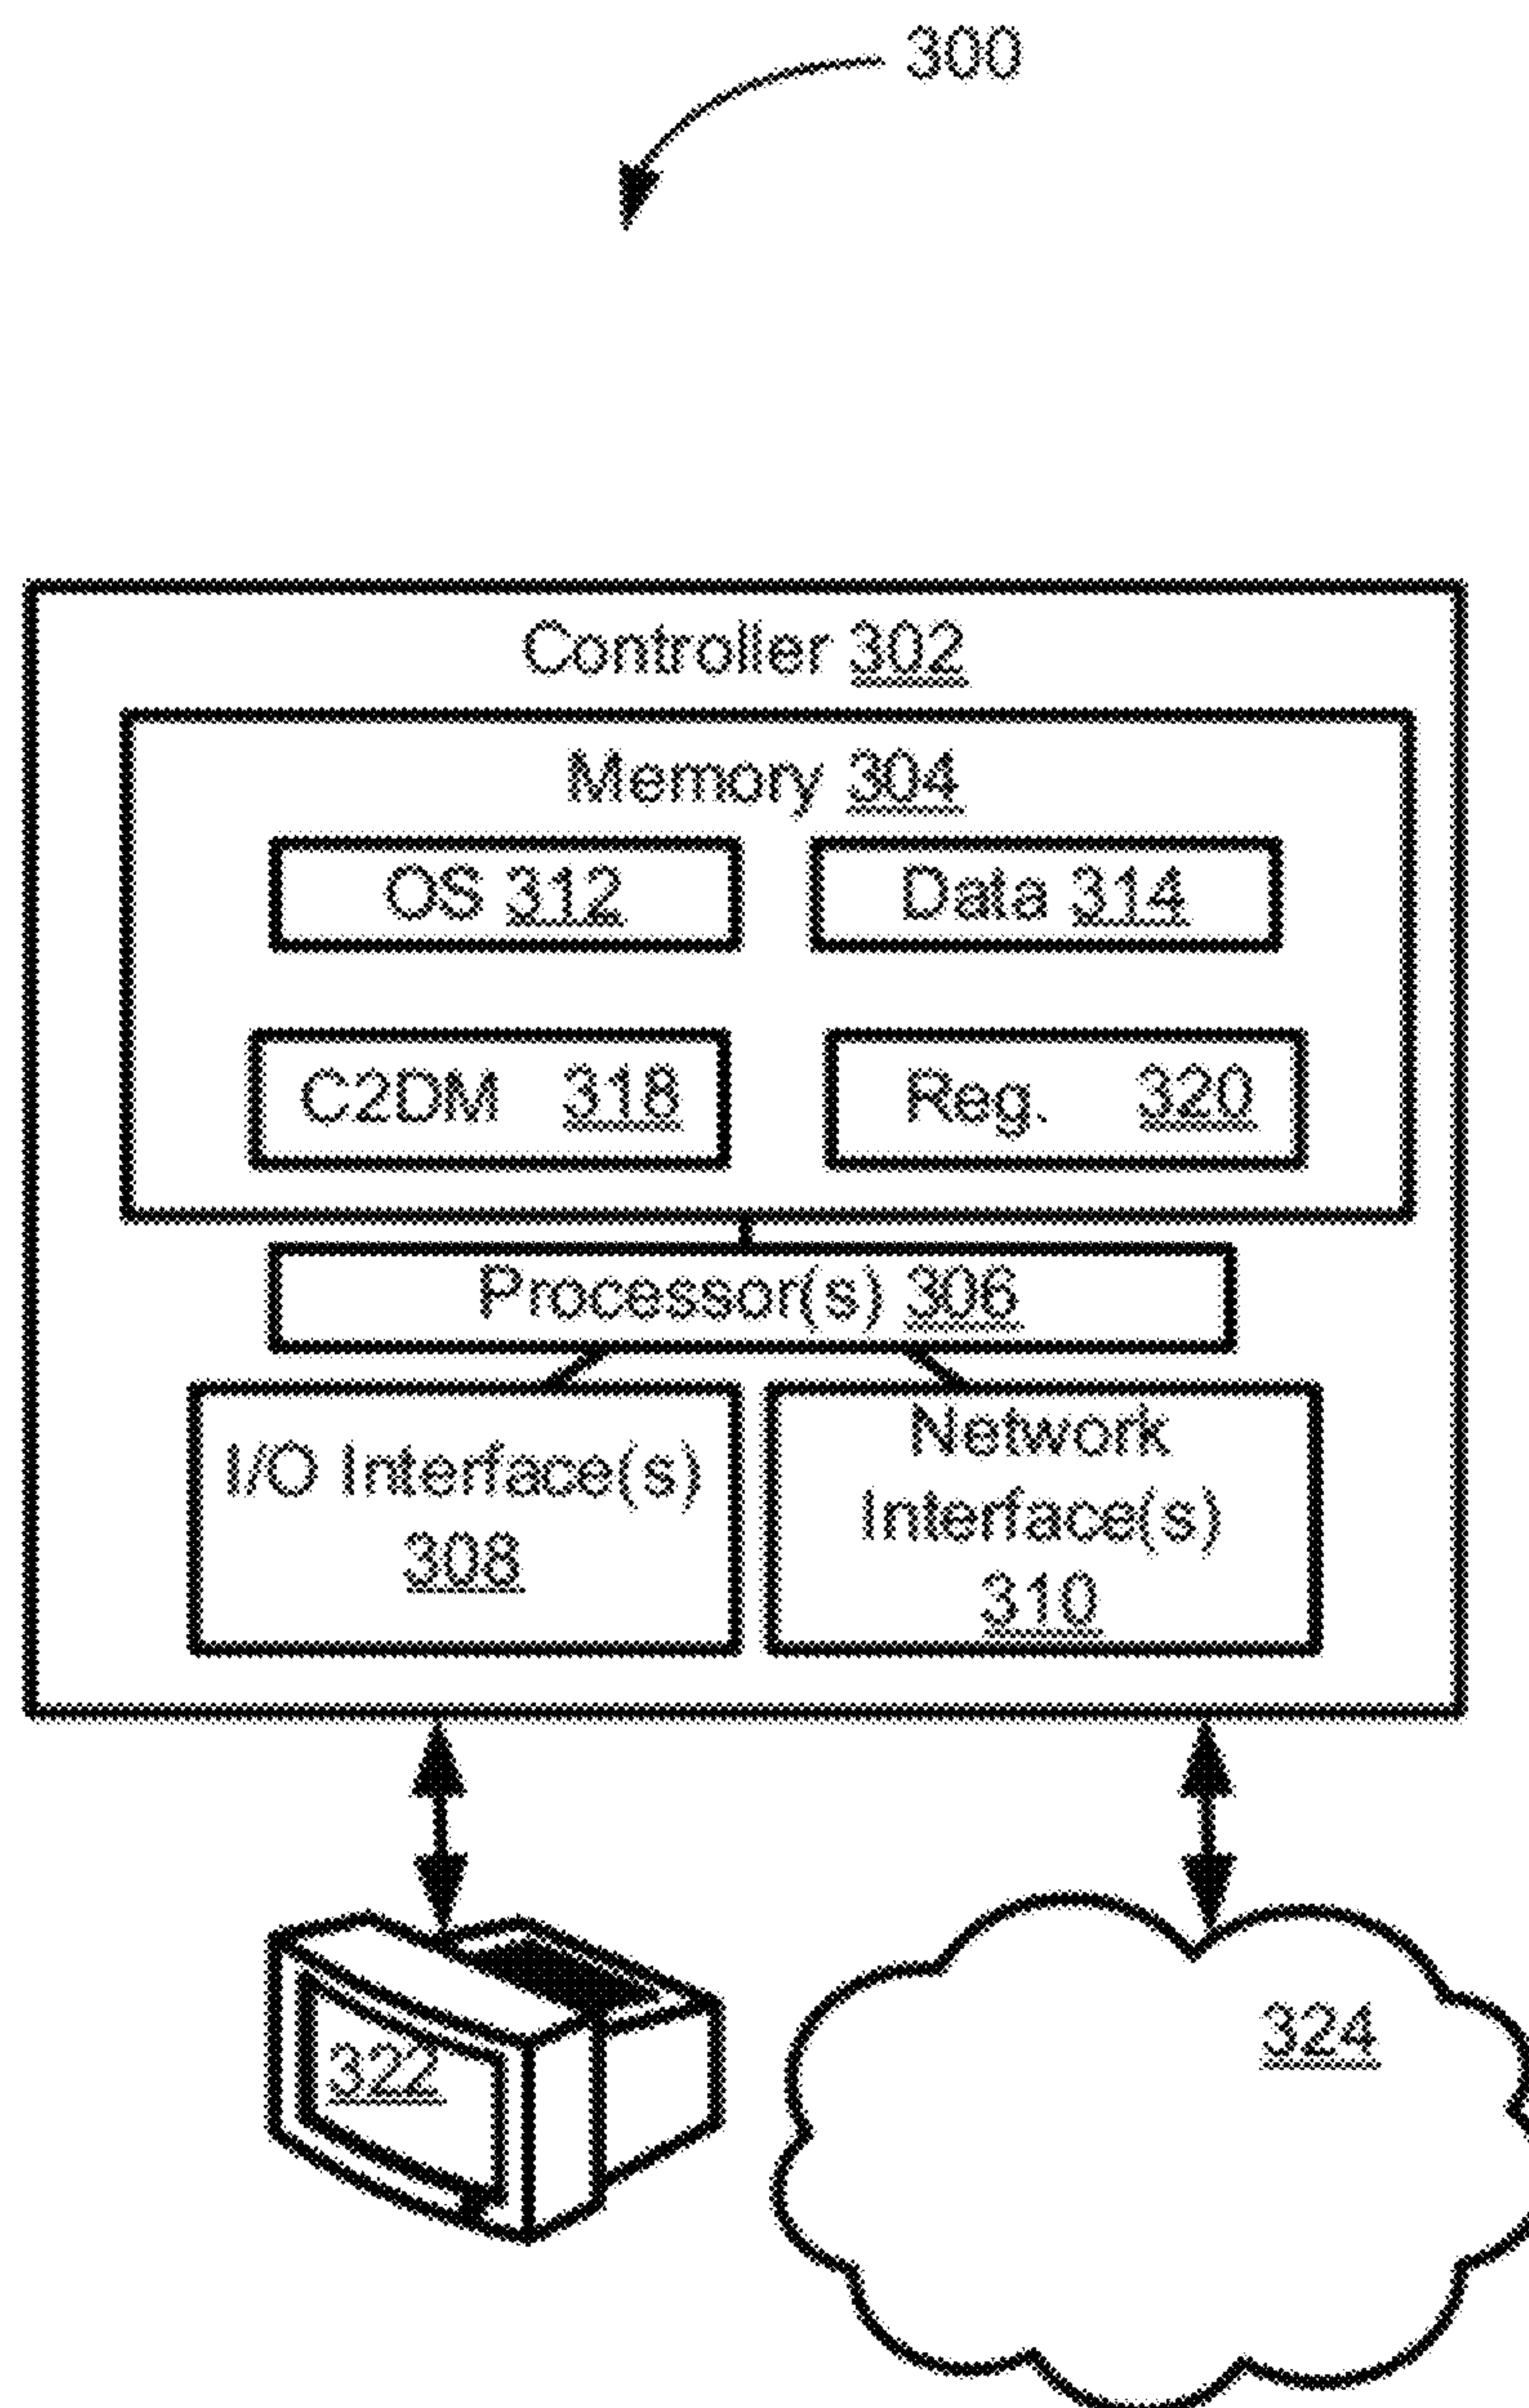 300
Controller 302
Memory 304
OS 312
Data 314
C2DM 318
Reg. 320
Processor(s) 306
I/O Interface(s)
308
Network
Interface(s)
310
322
324